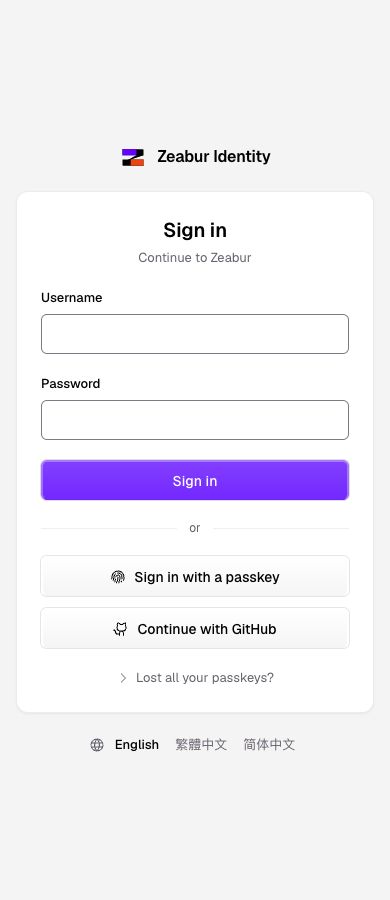 Zeabur Identity
Sign in
Continue to Zeabur
Username
Password
Sign in
or
Sign in with a passkey
Continue with GitHub
Lost all your passkeys?
English 繁體中文 简体中文